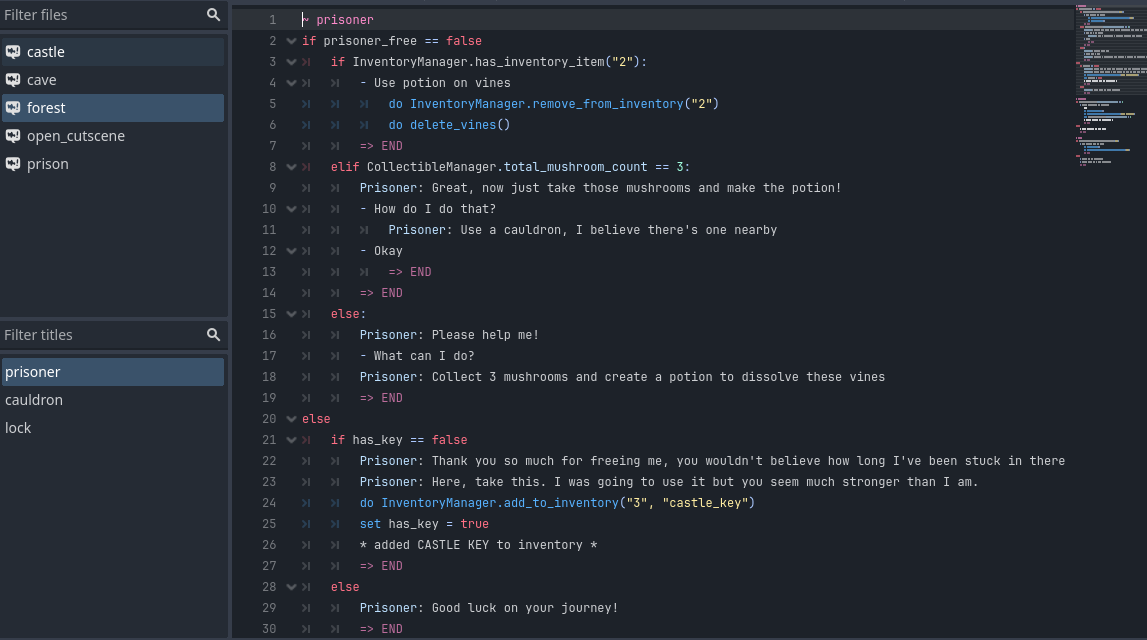 Filter files
castle
cave
forest
open_cutscene
prison
Filter titles
prisoner
cauldron
lock
1 ~ prisoner
2 if prisoner_free == false
3 if InventoryManager.has_inventory_item("2"):
4 - Use potion on vines
5 do InventoryManager.remove_from_inventory("2")
6 do delete_vines()
7 => END
8 elif CollectibleManager.total_mushroom_count == 3:
9 Prisoner: Great, now just take those mushrooms and make the potion!
10 - How do I do that?
11 Prisoner: Use a cauldron, I believe there's one nearby
12 - Okay
13 => END
14 => END
15 else:
16 Prisoner: Please help me!
17 - What can I do?
18 Prisoner: Collect 3 mushrooms and create a potion to dissolve these vines
19 => END
20 else
21 if has_key == false
22 Prisoner: Thank you so much for freeing me, you wouldn't believe how long I've been stuck in there
23 Prisoner: Here, take this. I was going to use it but you seem much stronger than I am.
24 do InventoryManager.add_to_inventory("3", "castle_key")
25 set has_key = true
26 * added CASTLE KEY to inventory *
27 => END
28 else
29 Prisoner: Good luck on your journey!
30 => END